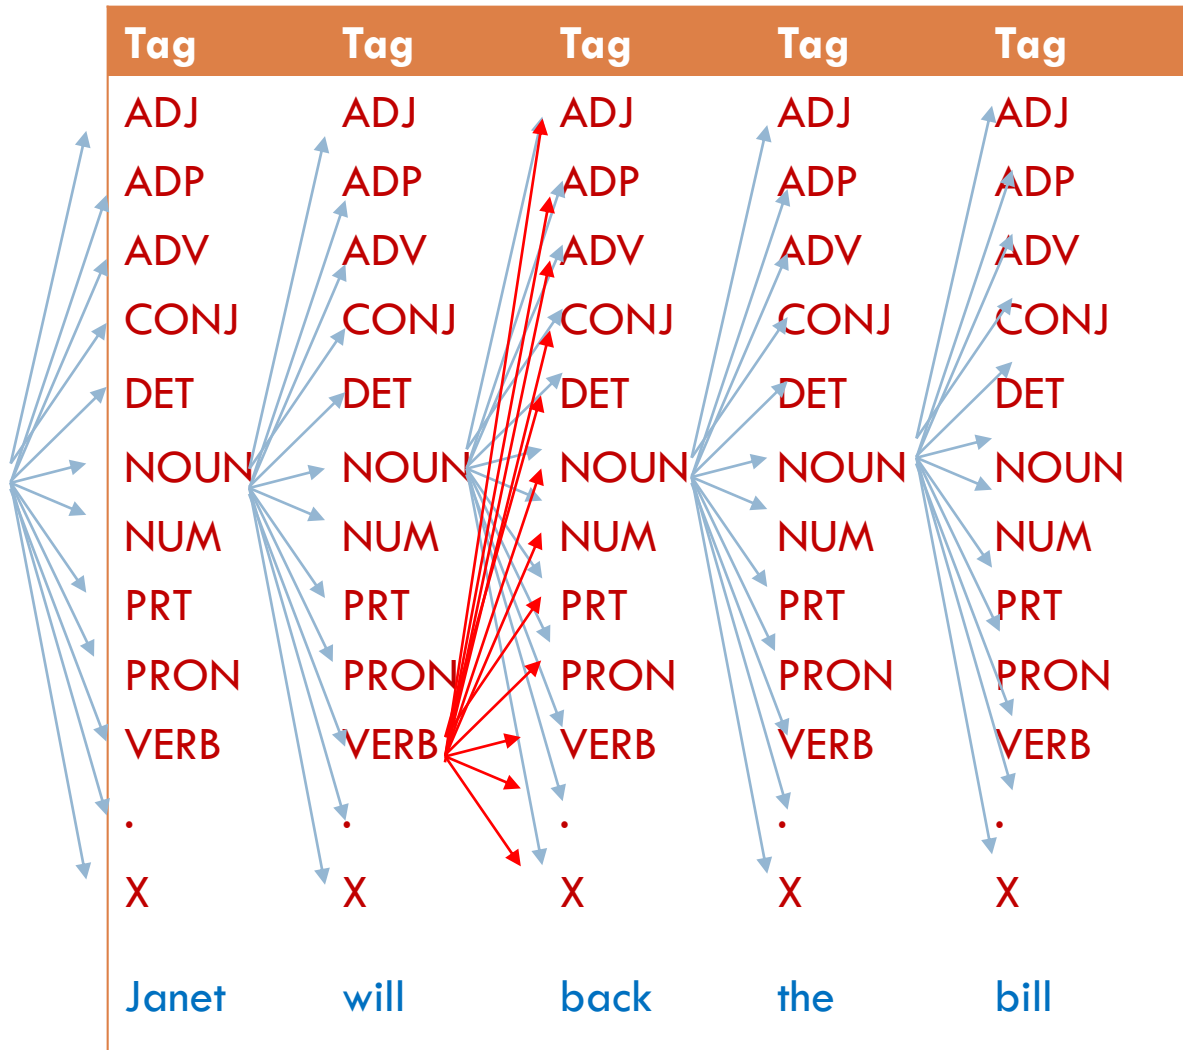 Tag Tag Tag Tag Tag
ADJ ADJ ADJ ADJ ADJ
ADP ADP ADP ADP ADP
ADV ADV ADV ADV ADV
CONJ CONJ CONJ CONJ CONJ
DET DET DET DET DET
NOUN NOUN NOUN NOUN NOUN
NUM NUM NUM NUM NUM
PRT PRT PRT PRT PRT
PRON PRON PRON PRON PRON
VERB VERB VERB VERB VERB
. . . . .
X X X X X
Janet will back the bill